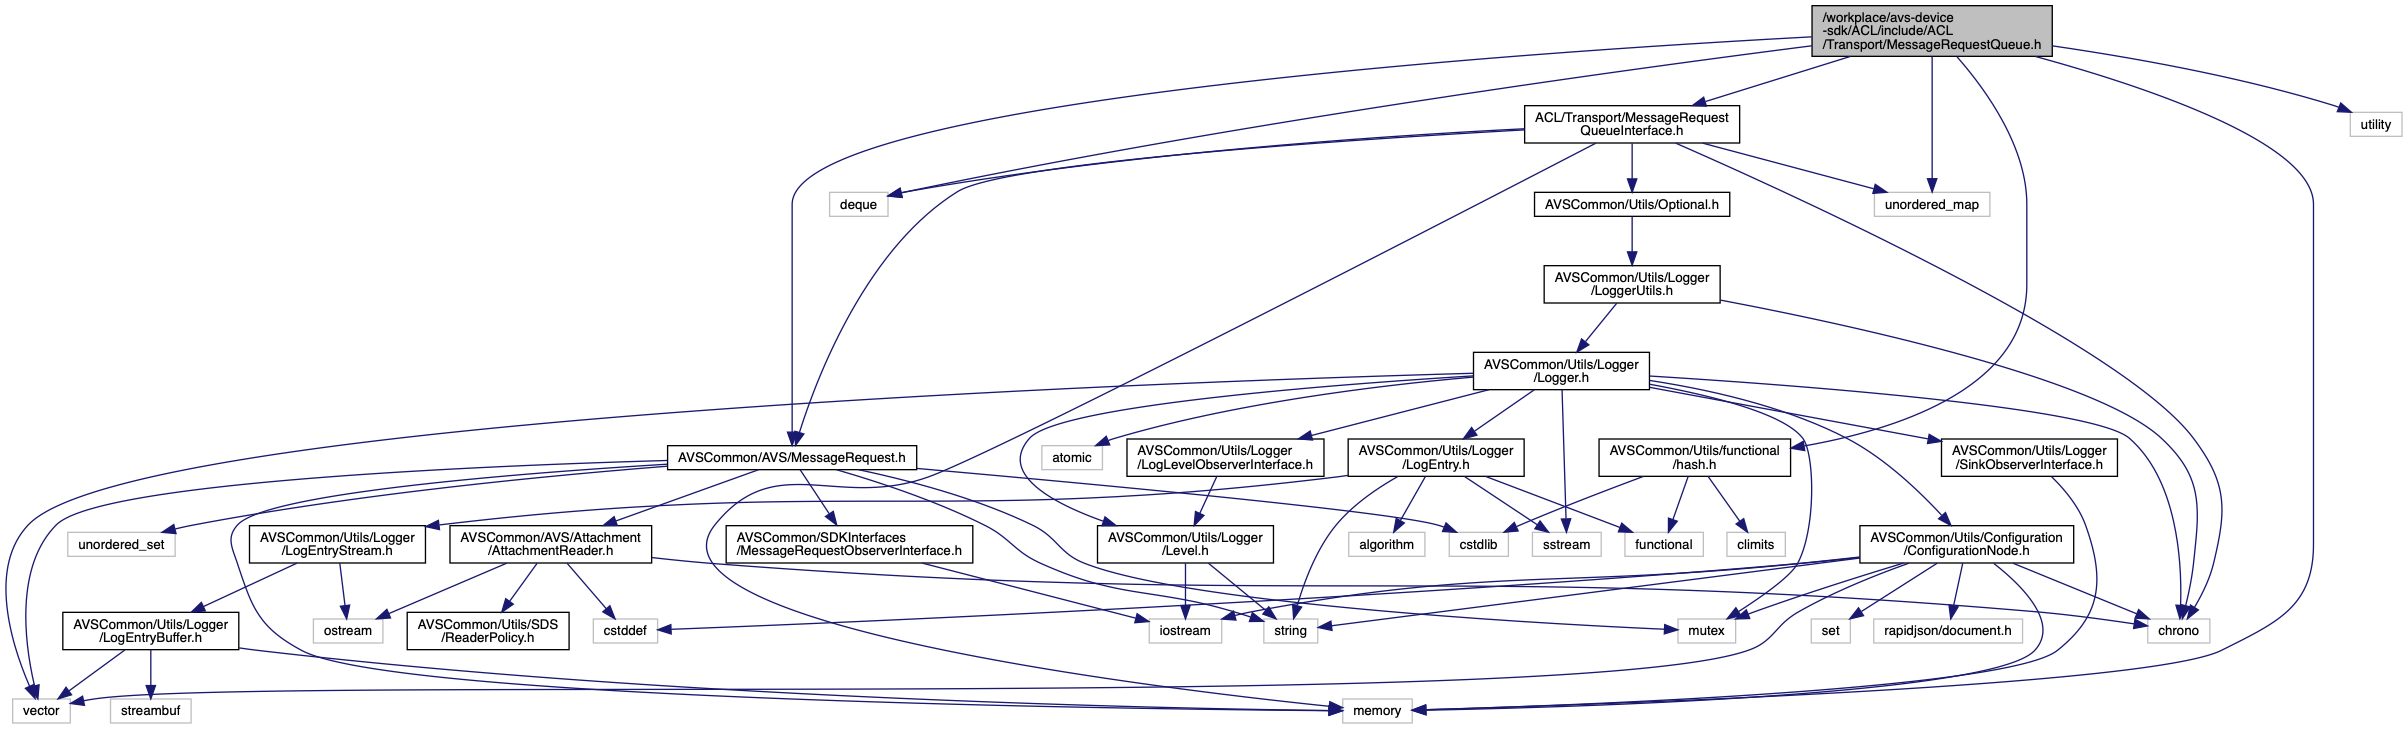 /workplace/avs-device
-sdk/ACL/include/ACL
/Transport/MessageRequestQueue.h
ACL/Transport/MessageRequest
QueueInterface.h
utility
deque
AVSCommon/Utils/Optional.h
unordered_map
AVSCommon/Utils/Logger
/LoggerUtils.h
AVSCommon/Utils/Logger
/Logger.h
AVSCommon/AVS/MessageRequest.h
atomic
AVSCommon/Utils/Logger
/LogLevelObserverInterface.h
AVSCommon/Utils/Logger
/LogEntry.h
AVSCommon/Utils/functional
/hash.h
AVSCommon/Utils/Logger
/SinkObserverInterface.h
unordered_set
AVSCommon/Utils/Logger
/LogEntryStream.h
AVSCommon/AVS/Attachment
/AttachmentReader.h
AVSCommon/SDKInterfaces
/MessageRequestObserverInterface.h
AVSCommon/Utils/Logger
/Level.h
algorithm
cstdlib
sstream
functional
climits
AVSCommon/Utils/Configuration
/ConfigurationNode.h
AVSCommon/Utils/Logger
/LogEntryBuffer.h
ostream
AVSCommon/Utils/SDS
/ReaderPolicy.h
cstddef
iostream
string
mutex
set
rapidjson/document.h
chrono
vector
streambuf
memory